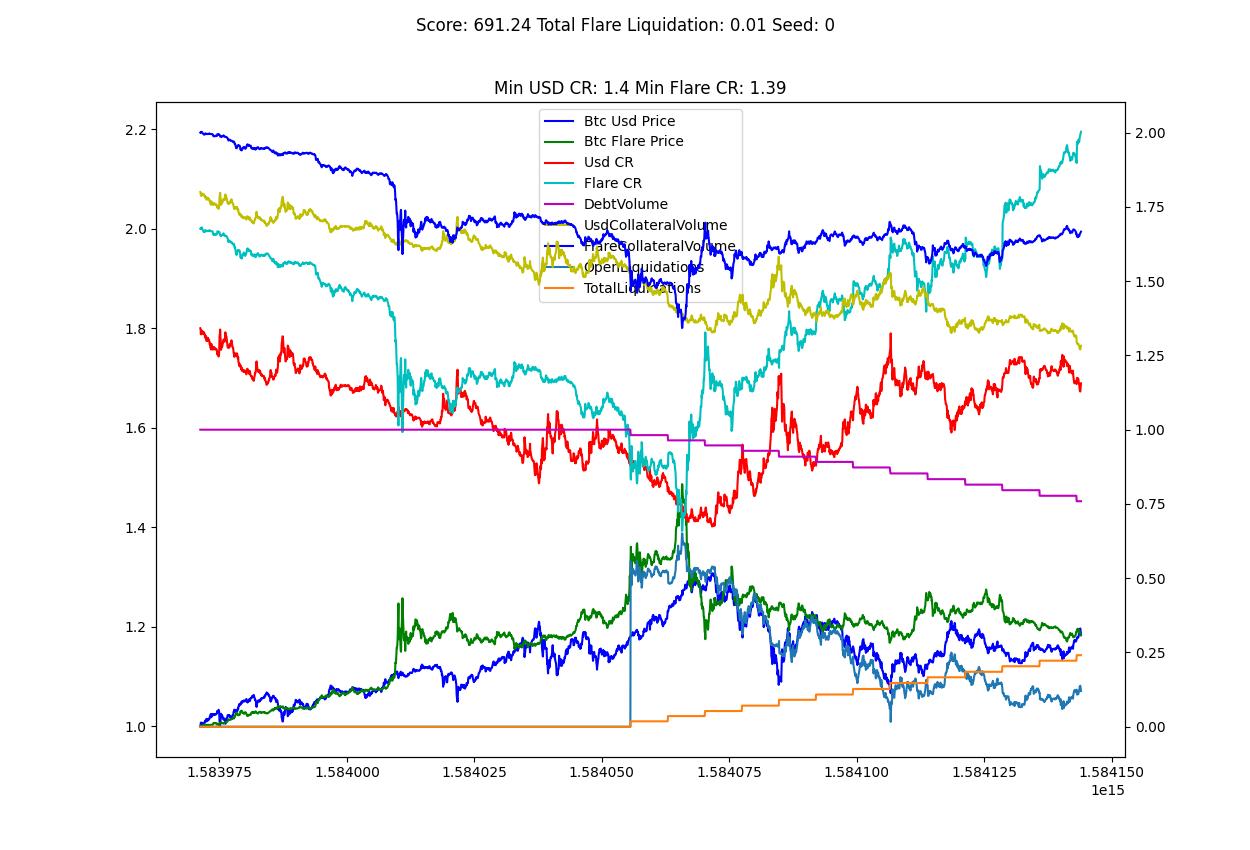 Score: 691.24 Total Flare Liquidation: 0.01 Seed: 0
Min USD CR: 1.4 Min Flare CR: 1.39
Btc Usd Price
Btc Flare Price
Usd CR
Flare CR
DebtVolume
UsdCollateralVolume
FlareCollateralVolume
OpenLiquidations
TotalLiquidations
2.2
2.0
1.8
1.6
1.4
1.2
1.0
2.00
1.75
1.50
1.25
1.00
0.75
0.50
0.25
0.00
1.583975 1.584000 1.584025 1.584050 1.584075 1.584100 1.584125 1.584150
1e15